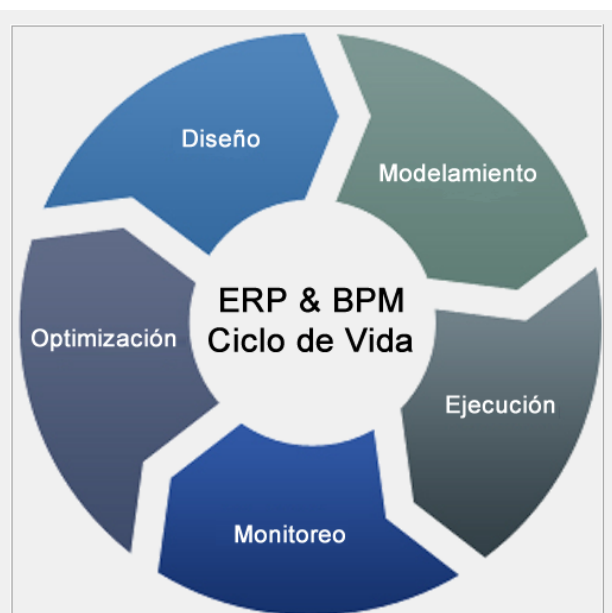 Diseño
Modelamiento
ERP & BPM
Ciclo de Vida
Optimización
Ejecución
Monitoreo